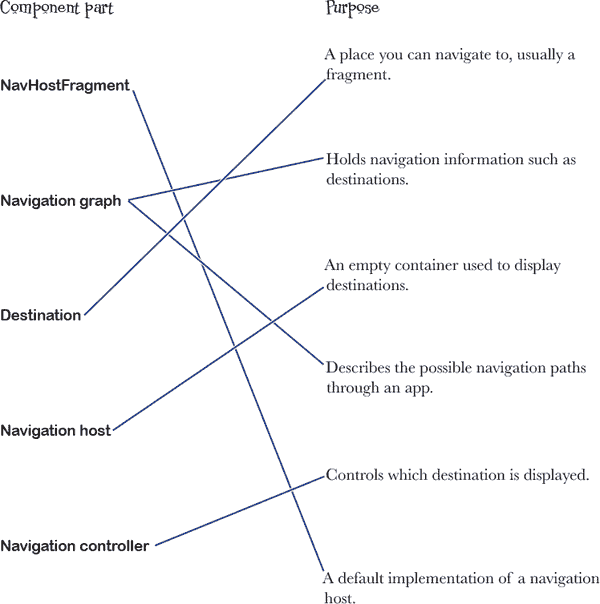 Component part
Purpose
NavHostFragment
A place you can navigate to, usually a
fragment.
Navigation graph
Holds navigation information such as
destinations.
Destination
An empty container used to display
destinations.
Navigation host
Describes the possible navigation paths
through an app.
Navigation controller
Controls which destination is displayed.
A default implementation of a navigation
host.